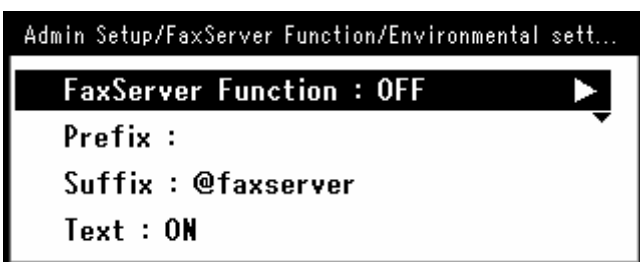 Admin Setup/FaxServer Function/Environmental sett...
FaxServer Function : OFF
Prefix :
Suffix : @faxserver
Text : ON